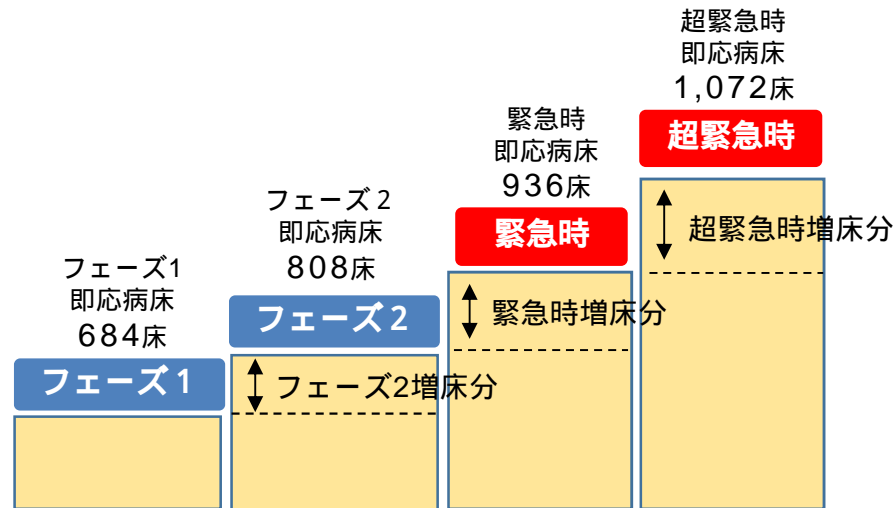 フェーズ1
即応病床
684床
フェーズ1
フェーズ2
即応病床
808床
フェーズ2
フェーズ2増床分
緊急時
即応病床
936床
緊急時
緊急時増床分
超緊急時
即応病床
1,072床
超緊急時
超緊急時増床分